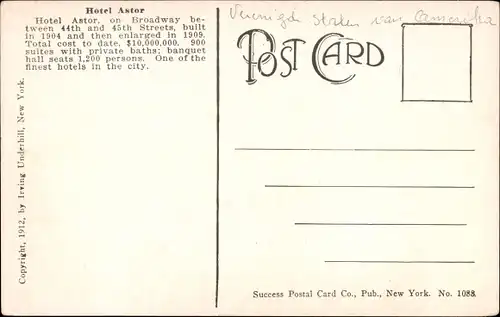 Hotel Astor
Hotel Astor, on Broadway be-
tween 44th and 45th Streets, built
in 1904 and then enlarged in 1909.
Total cost to date, $10,000,000. 900
suites with private baths; banquet
hall seats 1,200 persons. One of the
finest hotels in the city.
Copyright, 1912, by Irving Underhill, New York.
Verenigde Staten van Amerika
POST CARD
Success Postal Card Co., Pub., New York. No. 1088.